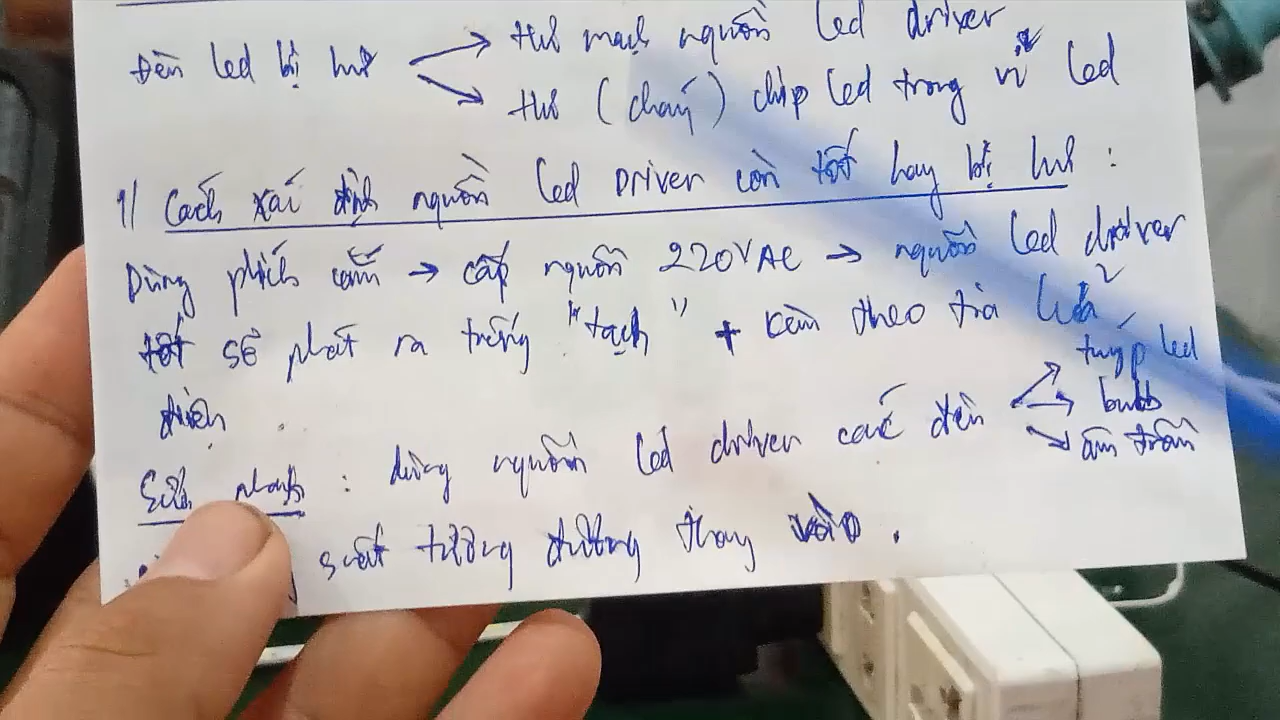 hư mạch nguồn Led driver
Đèn Led bị hư
hư (cháy) chip Led trong vỉ Led
1/ Cách xác định nguồn Led DRIVER còn tốt hay bị hư :
Dùng phích cắm → cấp nguồn 220VAC → nguồn Led driver
tốt sẽ phát ra tiếng "tạch" + kèm theo tia lửa
điện .
tuýp Led
Sửa nhanh : dùng nguồn Led driver các đèn
bulb
âm trần
suất tương đương thay vào .